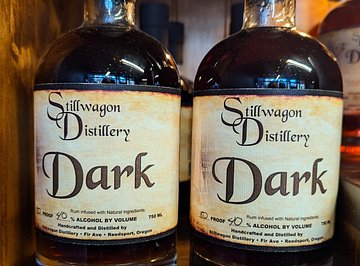 Stillwagon
Distillery
Dark
Rum infused with Natural ingredients.
80 PROOF 40 % ALCOHOL BY VOLUME 750 ML
Handcrafted and Distilled by
Stillwagon Distillery • Fir Ave • Reedsport, Oregon
Stillwagon
Distillery
Dark
Rum infused with Natural ingredients.
80 PROOF 40 % ALCOHOL BY VOLUME 750 ML
Handcrafted and Distilled by
Stillwagon Distillery • Fir Ave • Reedsport, Oregon